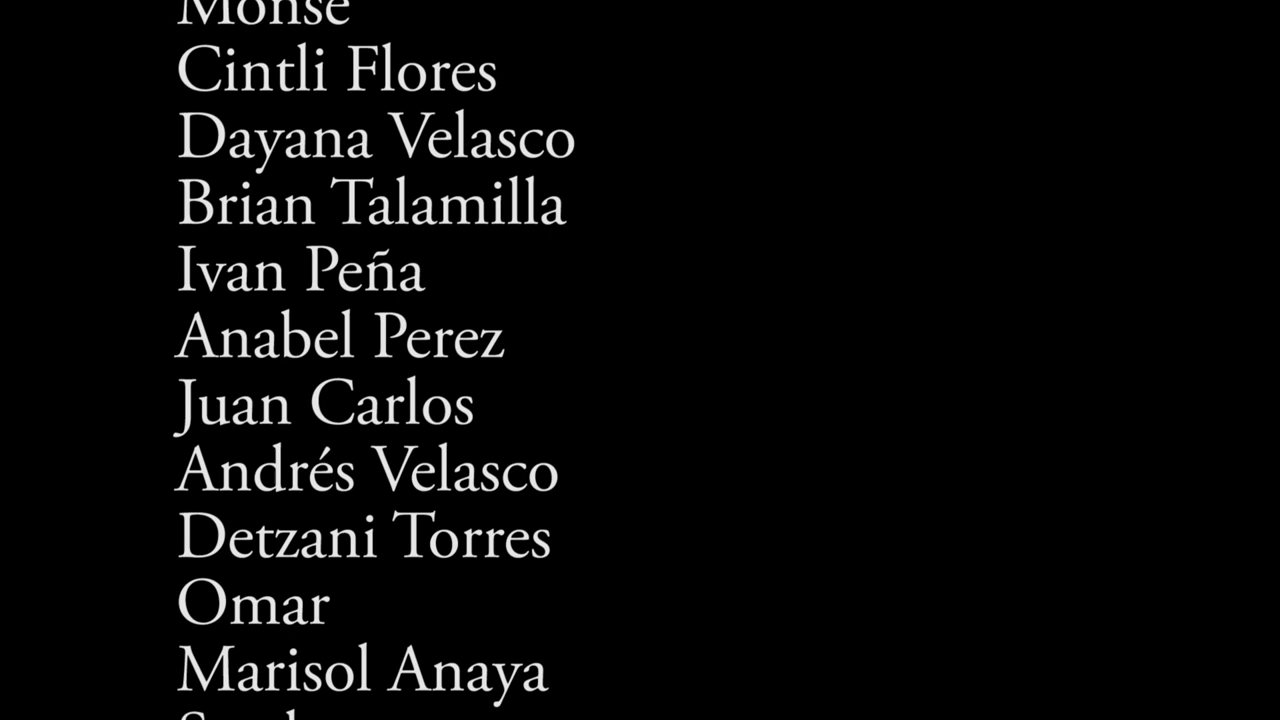 Monse
Cintli Flores
Dayana Velasco
Brian Talamilla
Ivan Peña
Anabel Perez
Juan Carlos
Andrés Velasco
Detzani Torres
Omar
Marisol Anaya